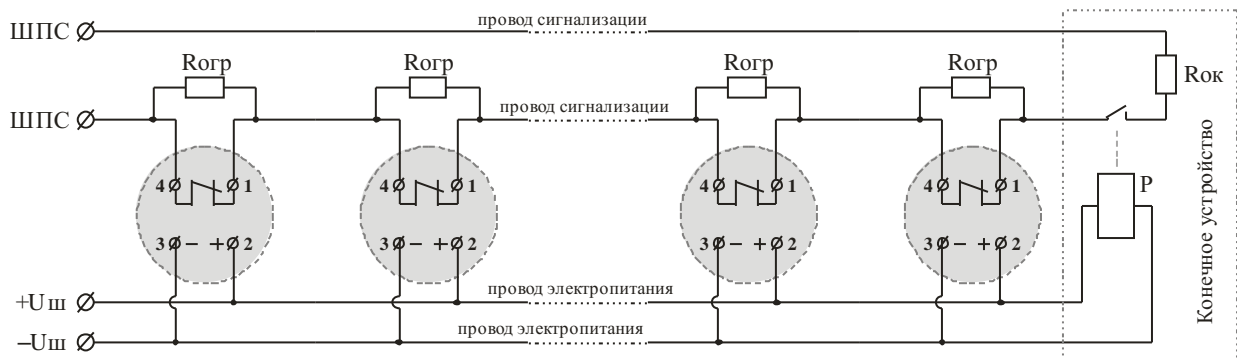 провод сигнализации
ШПС
Rогр Rогр Rогр Rогр
Rок
провод сигнализации
ШПС
4 1 4 1 4 1 4 1
Р
3 − + 2 3 − + 2 3 − + 2 3 − + 2
Конечное устройство
провод электропитания
+Uш
провод электропитания
−Uш